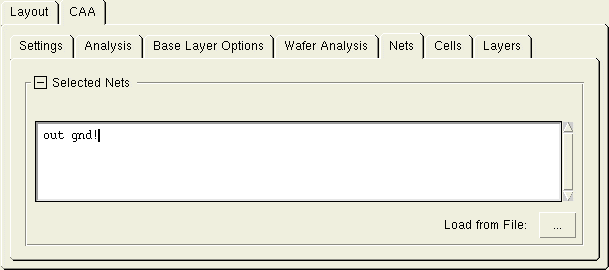 Layout CAA
Settings Analysis Base Layer Options Wafer Analysis Nets Cells Layers
Selected Nets
out gnd!
Load from File: ...